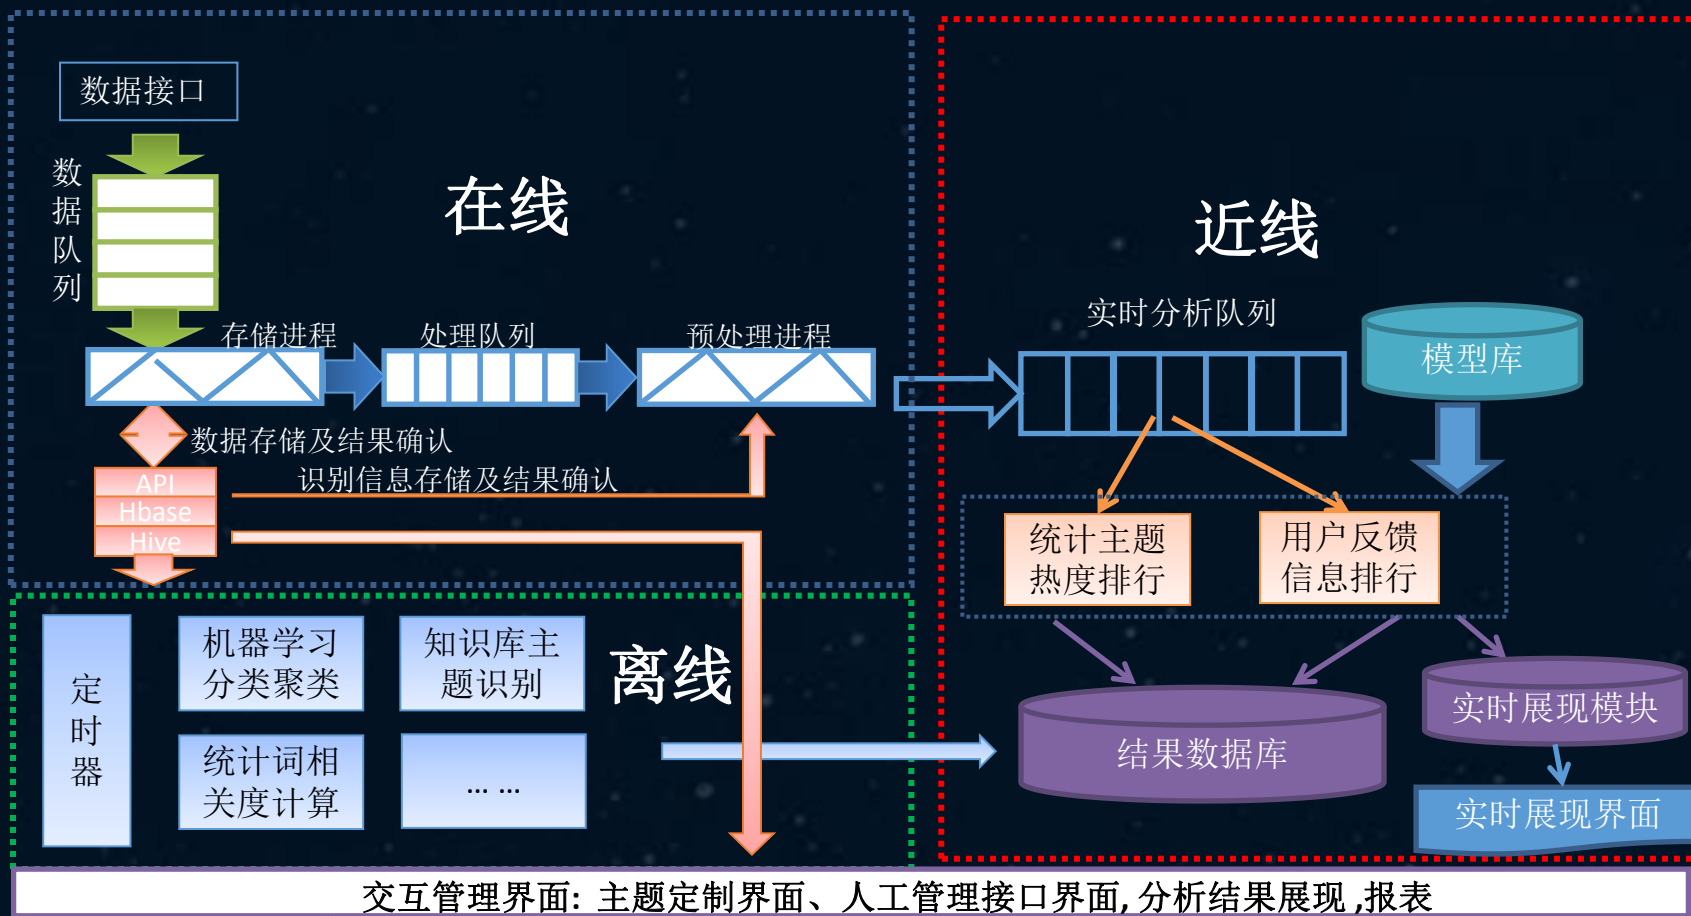 数据接口
数
据
队
列
在线
存储进程
处理队列
预处理进程
数据存储及结果确认
识别信息存储及结果确认
API
Hbase
Hive
近线
实时分析队列
模型库
统计主题
热度排行
用户反馈
信息排行
结果数据库
实时展现模块
实时展现界面
离线
定
时
器
机器学习
分类聚类
知识库主
题识别
统计词相
关度计算
... ...
交互管理界面: 主题定制界面、人工管理接口界面, 分析结果展现 ,报表